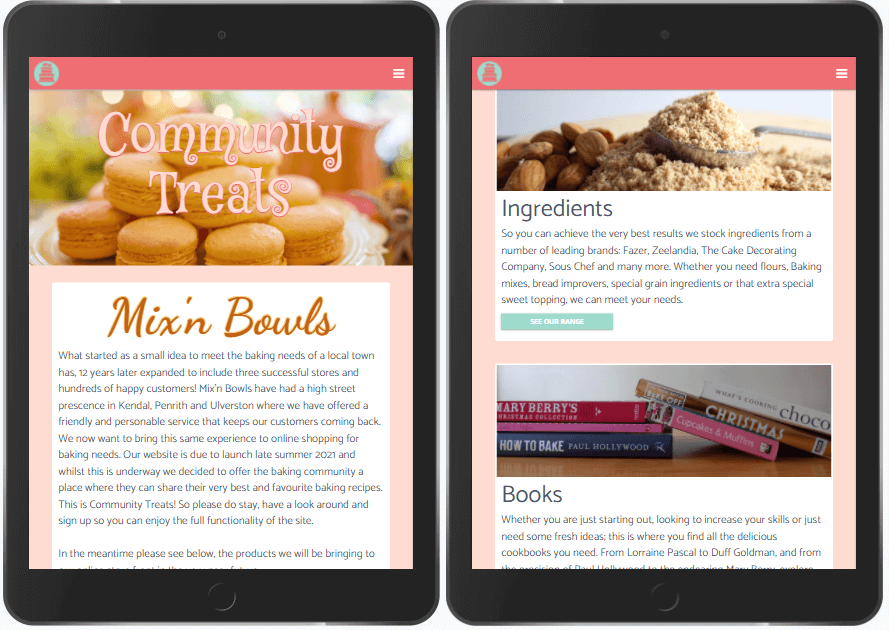 Community
Treats
Mix'n Bowls
What started as a small idea to meet the baking needs of a local town
has, 12 years later expanded to include three successful stores and
hundreds of happy customers! Mix'n Bowls have had a high street
prescence in Kendal, Penrith and Ulverston where we have offered a
friendly and personable service that keeps our customers coming back.
We now want to bring this same experience to online shopping for
baking needs. Our website is due to launch late summer 2021 and
whilst this is underway we decided to offer the baking community a
place where they can share their very best and favourite baking recipes.
This is Community Treats! So please do stay, have a look around and
sign up so you can enjoy the full functionality of the site.
In the meantime please see below, the products we will be bringing to
Ingredients
So you can achieve the very best results we stock ingredients from a
number of leading brands: Fazer, Zeelandia, The Cake Decorating
Company, Sous Chef and many more. Whether you need flours, Baking
mixes, bread improvers, special grain ingredients or that extra special
sweet topping, we can meet your needs.
SEE OUR RANGE
MARY BERRY'S
CHRISTMAS COLLECTION
HOW TO BAKE PAUL HOLLYWOOD
WHAT'S COOKING choco
CHRISTMAS
Cupcakes & Muffins
Books
Whether you are just starting out, looking to increase your skills or just
need some fresh ideas; this is where you find all the delicious
cookbooks you need. From Lorraine Pascal to Duff Goldman, and from
the precision of Paul Hollywood to the endearing Mary Berry, explore